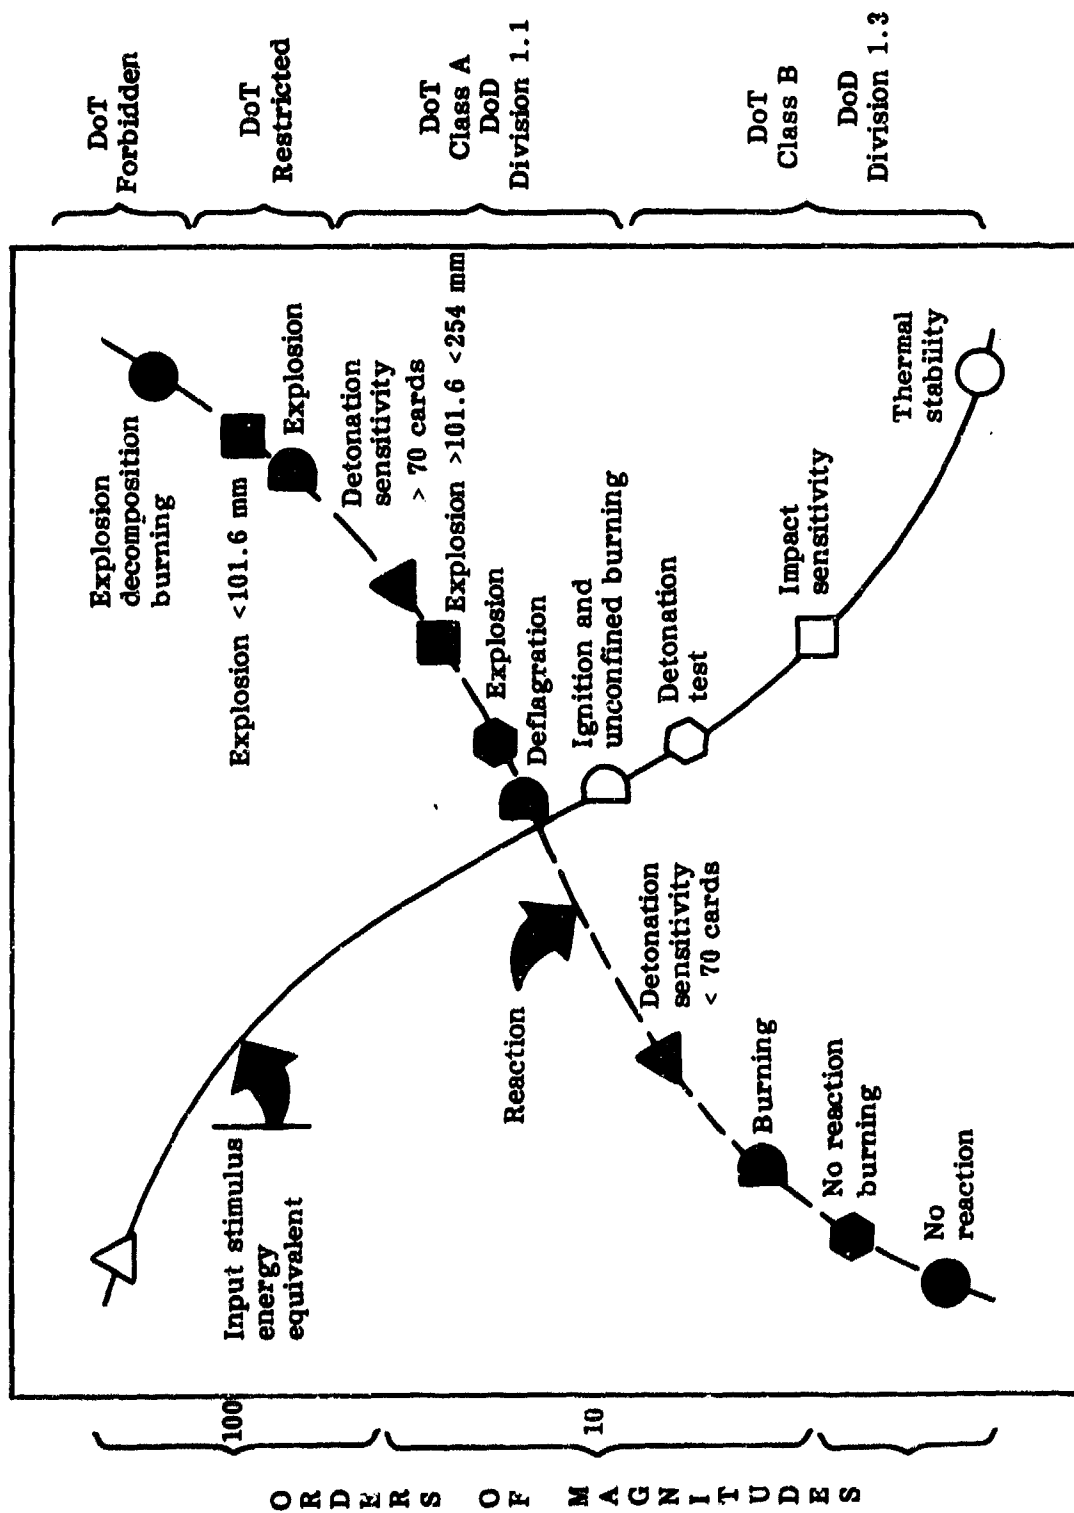 DoT
Forbidden
DoT
Restricted
DoT
Class A
DoD
Division 1.1
DoT
Class B
DoD
Division 1.3
Explosion
decomposition
burning
Explosion <101.6 mm
Explosion
Detonation
sensitivity
> 70 cards
Explosion >101.6 <254 mm
Explosion
Deflagration
Ignition and
unconfined burning
Detonation
test
Impact
sensitivity
Thermal
stability
Input stimulus
energy
equivalent
Reaction
Detonation
sensitivity
< 70 cards
Burning
No reaction
burning
No
reaction
100
10
ORDERS OF MAGNITUDES